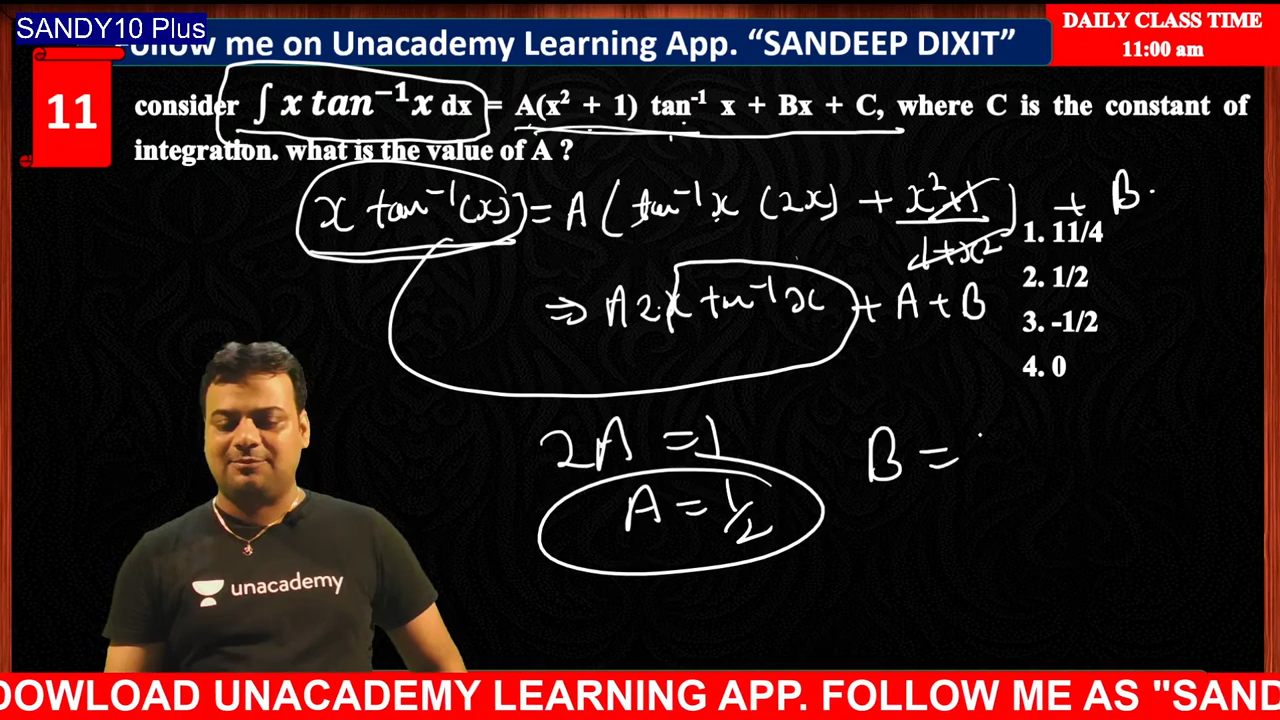 SANDY10 Plus
Follow me on Unacademy Learning App. “SANDEEP DIXIT”
DAILY CLASS TIME
11:00 am
11
consider ∫ x tan⁻¹x dx = A(x² + 1) tan⁻¹ x + Bx + C, where C is the constant of
integration. what is the value of A ?
x tan⁻¹(x) = A ( tan⁻¹x (2x) + x²+1/1+x² ) + B
1. 11/4
2. 1/2
3. -1/2
4. 0
⇒ A2x tan⁻¹x + A + B
2A = 1
A = 1/2
B =
unacademy
DOWLOAD UNACADEMY LEARNING APP. FOLLOW ME AS "SAND